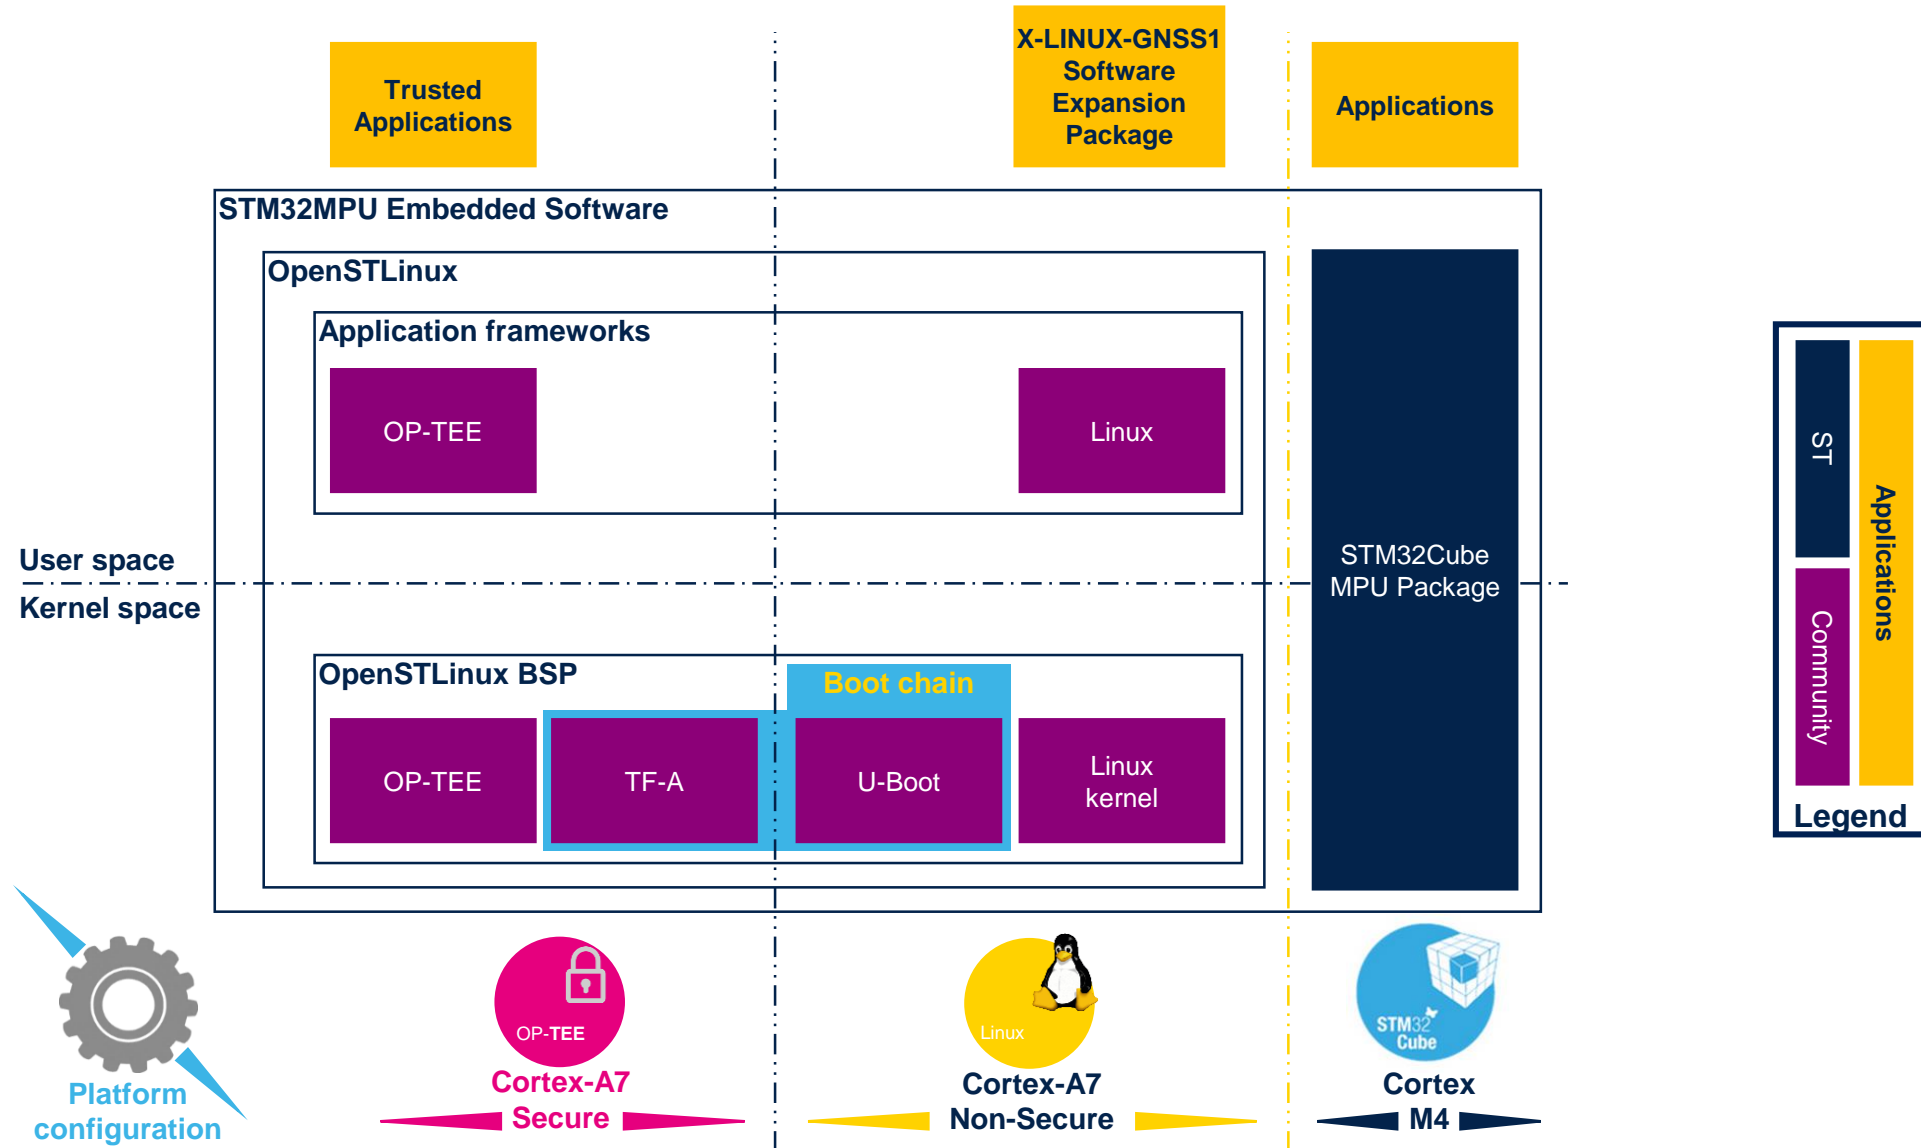 Trusted
Applications
X-LINUX-GNSS1
Software
Expansion
Package
Applications
STM32MPU Embedded Software
OpenSTLinux
Application frameworks
OP-TEE
Linux
User space
Kernel space
STM32Cube
MPU Package
OpenSTLinux BSP
Boot chain
OP-TEE
TF-A
U-Boot
Linux
kernel
ST
Community
Applications
Legend
Platform
configuration
OP-TEE
Cortex-A7
Secure
Linux
Cortex-A7
Non-Secure
STM32
Cube
Cortex
M4